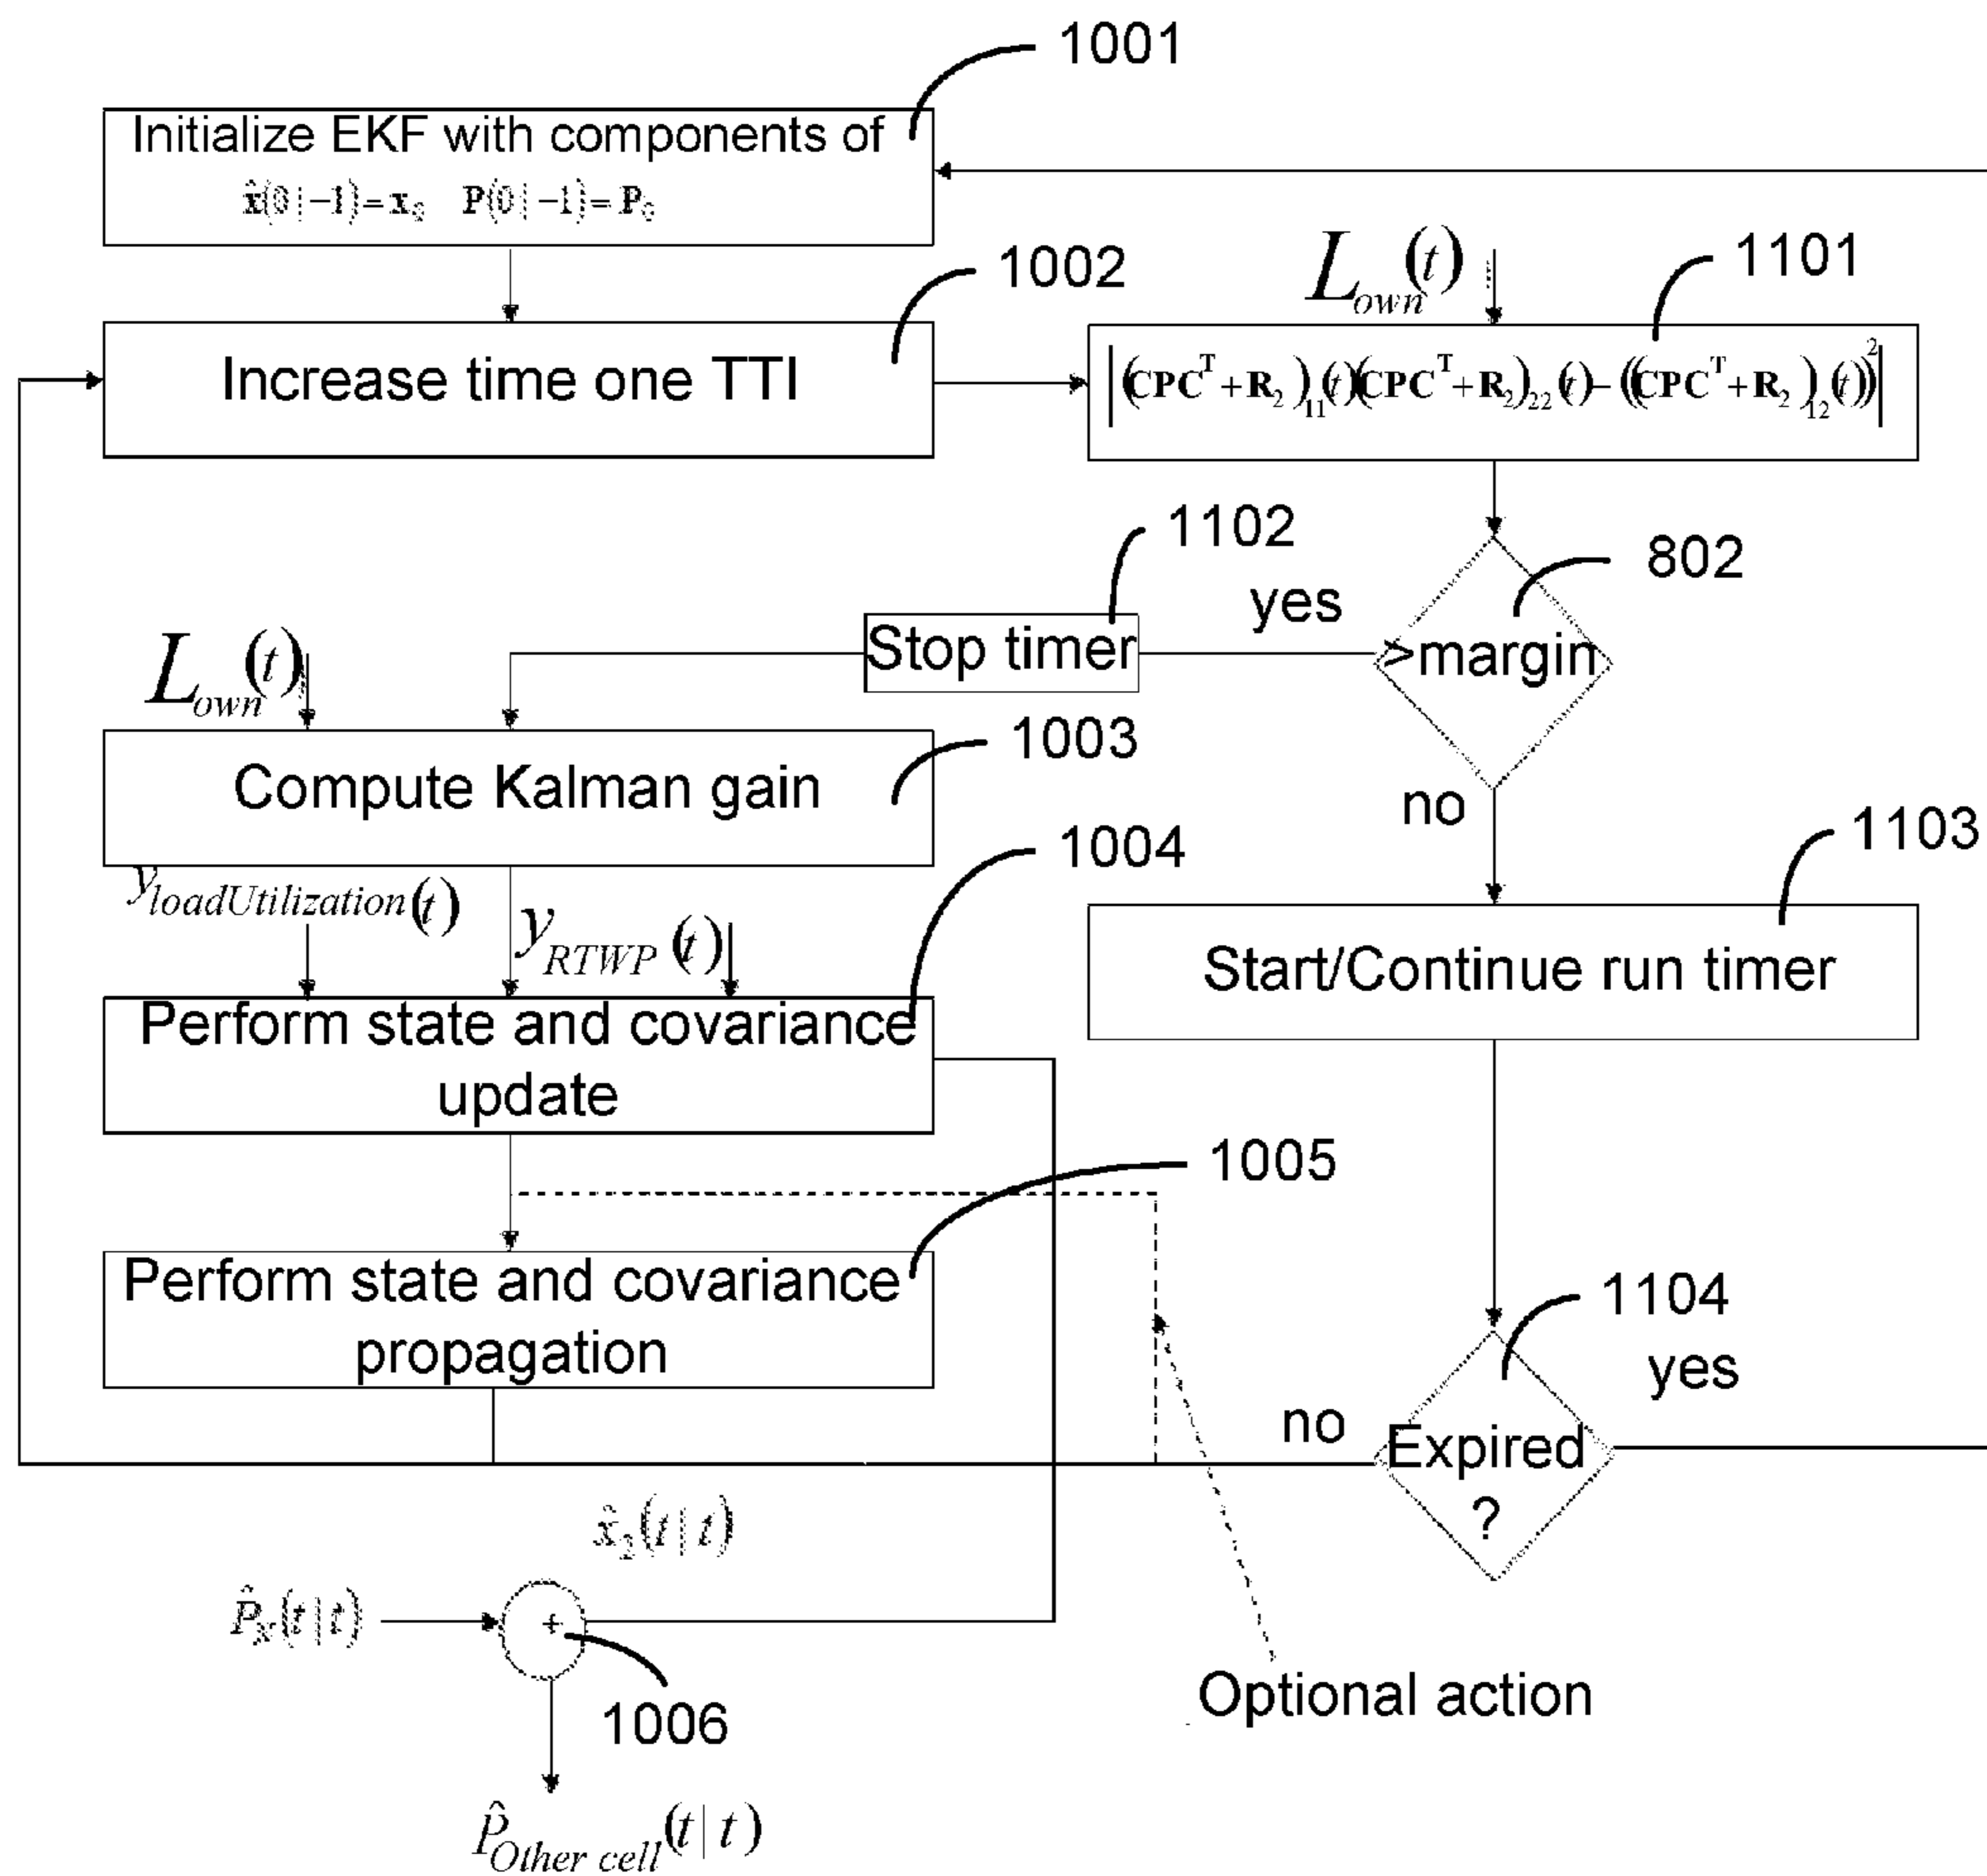 1001
Initialize EKF with components of
x̂(0 | −1) = x₀ P(0 | −1) = P₀
1002
Increase time one TTI
L_own(t)
1101
|(CPC^T + R₂)₁₁(t)(CPC^T + R₂)₂₂(t) − ((CPC^T + R₂)₁₂(t))²|
1102
802
yes
Stop timer
>margin
L_own(t)
no
1003
Compute Kalman gain
1103
1004
y_loadUtilization(t)
y_RTWP(t)
Start/Continue run timer
Perform state and covariance
update
1005
Perform state and covariance
propagation
1104
yes
no
Expired
?
x̂₂(t | t)
P̂_N(t | t)
+
Optional action
1006
P̂_Other cell(t | t)